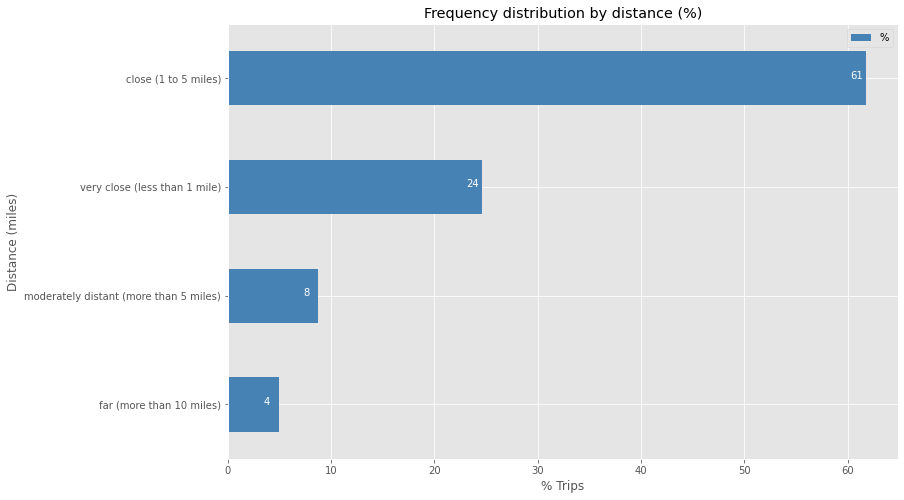 Frequency distribution by distance (%)
%
close (1 to 5 miles)
61
very close (less than 1 mile)
24
moderately distant (more than 5 miles)
8
far (more than 10 miles)
4
Distance (miles)
0 10 20 30 40 50 60
% Trips